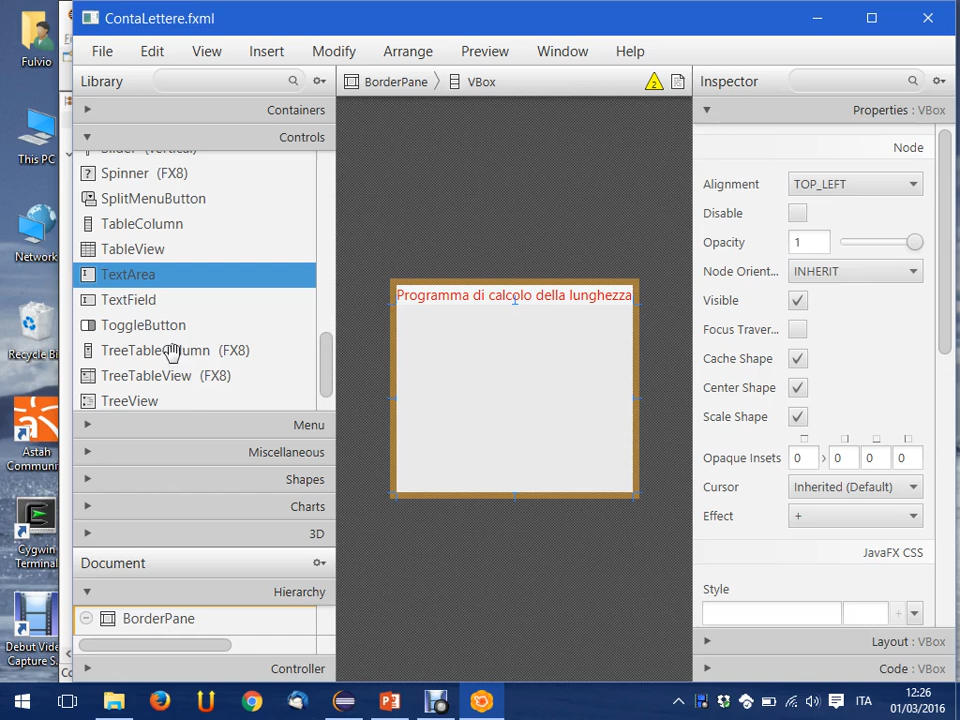 ContaLettere.fxml
File Edit View Insert Modify Arrange Preview Window Help
Library
BorderPane VBox
2
Inspector
Containers
Controls
Spinner (FX8)
SplitMenuButton
TableColumn
TableView
TextArea
TextField
ToggleButton
TreeTableColumn (FX8)
TreeTableView (FX8)
TreeView
Menu
Miscellaneous
Shapes
Charts
3D
Document
Hierarchy
BorderPane
Controller
Programma di calcolo della lunghezza
Properties : VBox
Node
Alignment TOP_LEFT
Disable
Opacity 1
Node Orient... INHERIT
Visible
Focus Traver...
Cache Shape
Center Shape
Scale Shape
Opaque Insets 0 0 0 0
Cursor Inherited (Default)
Effect +
JavaFX CSS
Style
Layout : VBox
Code : VBox
Fulvio
This PC
Network
Recycle Bi
Astah
Communi
Cygwin
Terminal
Debut Vide
Capture S...
ITA
12:26
01/03/2016